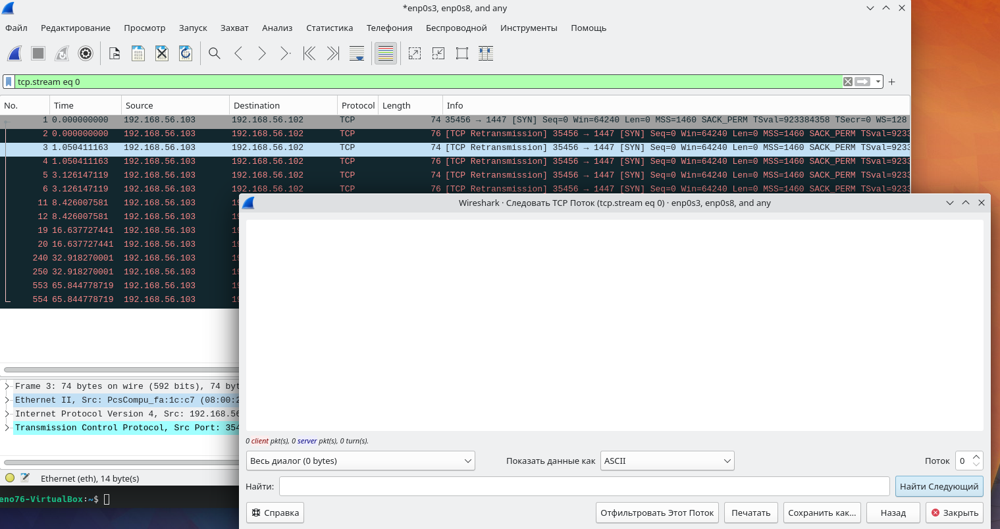 *enp0s3, enp0s8, and any
Файл Редактирование Просмотр Запуск Захват Анализ Статистика Телефония Беспроводной Инструменты Помощь
tcp.stream eq 0
No. Time Source Destination Protocol Length Info
1 0.000000000 192.168.56.103 192.168.56.102 TCP 74 35456 → 1447 [SYN] Seq=0 Win=64240 Len=0 MSS=1460 SACK_PERM TSval=923384358 TSecr=0 WS=128
2 0.000000000 192.168.56.103 192.168.56.102 TCP 76 [TCP Retransmission] 35456 → 1447 [SYN] Seq=0 Win=64240 Len=0 MSS=1460 SACK_PERM TSval=9233
3 1.050411163 192.168.56.103 192.168.56.102 TCP 74 [TCP Retransmission] 35456 → 1447 [SYN] Seq=0 Win=64240 Len=0 MSS=1460 SACK_PERM TSval=9233
4 1.050411163 192.168.56.103 192.168.56.102 TCP 76 [TCP Retransmission] 35456 → 1447 [SYN] Seq=0 Win=64240 Len=0 MSS=1460 SACK_PERM TSval=9233
5 3.126147119 192.168.56.103 192.168.56.102 TCP 74 [TCP Retransmission] 35456 → 1447 [SYN] Seq=0 Win=64240 Len=0 MSS=1460 SACK_PERM TSval=9233
6 3.126147119 192.168.56.103 192.168.56.102 TCP 76 [TCP Retransmission] 35456 → 1447 [SYN] Seq=0 Win=64240 Len=0 MSS=1460 SACK_PERM TSval=9233
11 8.426007581 192.168.56.103 19
12 8.426007581 192.168.56.103 19
19 16.637727441 192.168.56.103 19
20 16.637727441 192.168.56.103 19
240 32.918270001 192.168.56.103 19
250 32.918270001 192.168.56.103 19
553 65.844778719 192.168.56.103 19
554 65.844778719 192.168.56.103 19
Frame 3: 74 bytes on wire (592 bits), 74 byt
Ethernet II, Src: PcsCompu_fa:1c:c7 (08:00:2
Internet Protocol Version 4, Src: 192.168.56
Transmission Control Protocol, Src Port: 354
Ethernet (eth), 14 byte(s)
eno76-VirtualBox:~$
Wireshark · Следовать TCP Поток (tcp.stream eq 0) · enp0s3, enp0s8, and any
0 client pkt(s), 0 server pkt(s), 0 turn(s).
Весь диалог (0 bytes) Показать данные как ASCII Поток 0
Найти: Найти Следующий
Справка Отфильтровать Этот Поток Печатать Сохранить как... Назад Закрыть